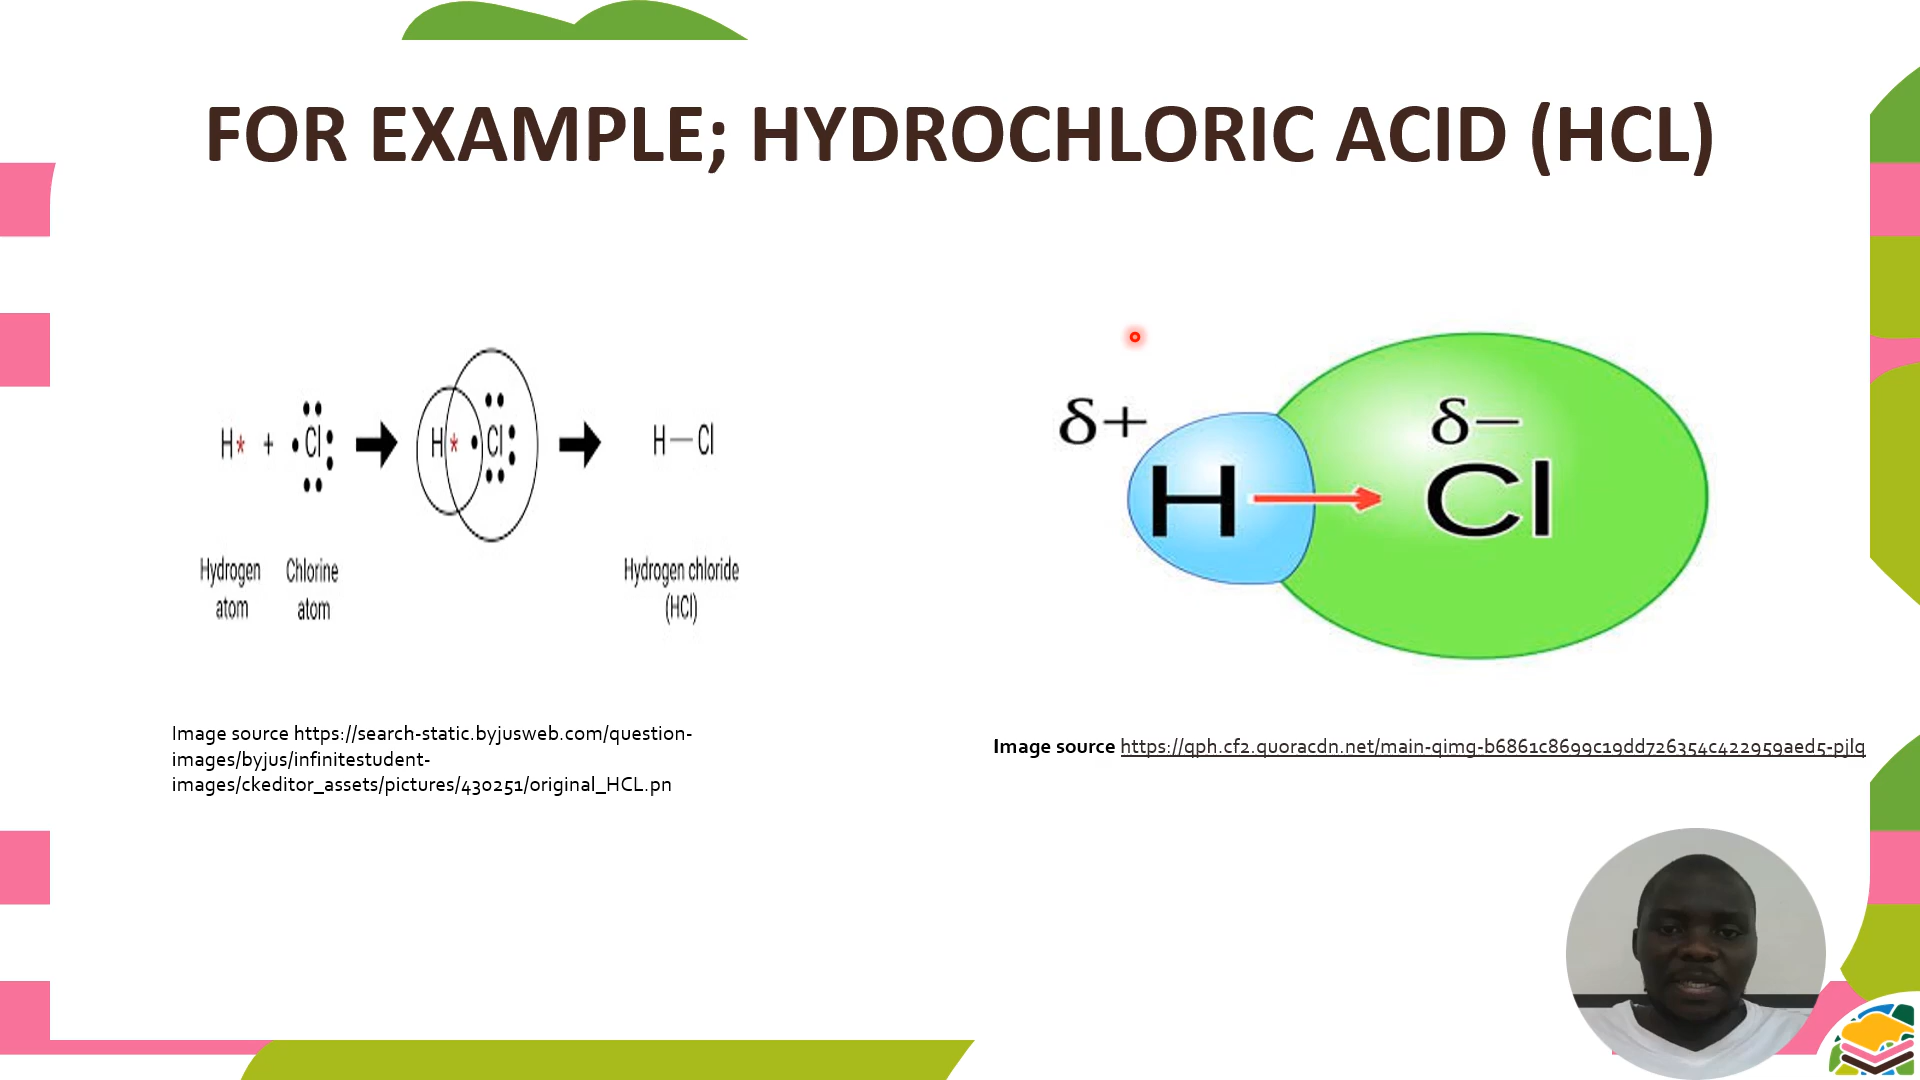 FOR EXAMPLE; HYDROCHLORIC ACID (HCL)
H* + Cl
H * Cl
H—Cl
Hydrogen atom
Chlorine atom
Hydrogen chloride (HCl)
δ+
δ−
H
Cl
Image source https://search-static.byjusweb.com/question-
images/byjus/infinitestudent-
images/ckeditor_assets/pictures/430251/original_HCL.pn
Image source https://qph.cf2.quoracdn.net/main-qimg-b6861c8699c19dd726354c422959aed5-pjlq